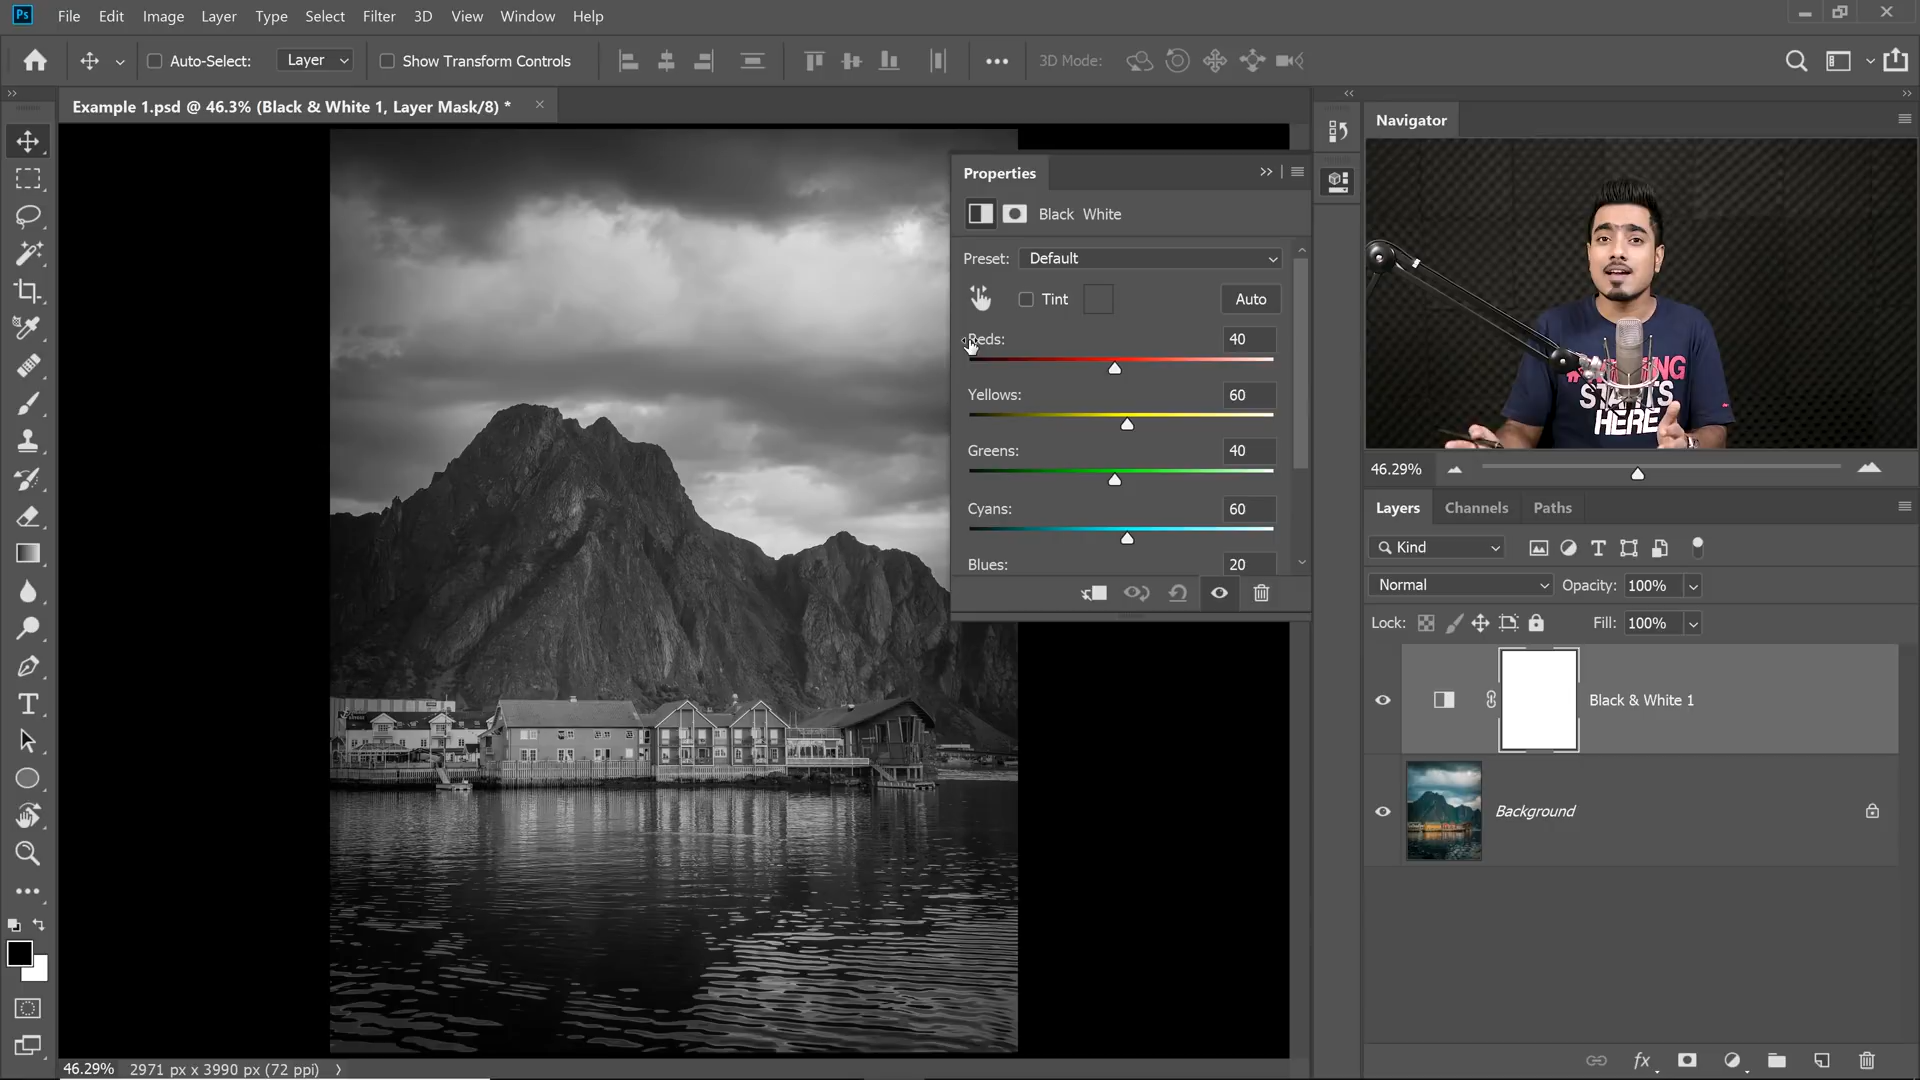 Ps File Edit Image Layer Type Select Filter 3D View Window Help
Auto-Select: Layer Show Transform Controls 3D Mode:
Example 1.psd @ 46.3% (Black & White 1, Layer Mask/8) * ×
Properties
Black White
Preset: Default
Tint Auto
Reds: 40
Yellows: 60
Greens: 40
Cyans: 60
Blues: 20
Navigator
STARTS
HERE
46.29%
Layers Channels Paths
Kind
Normal Opacity: 100%
Lock: Fill: 100%
Black & White 1
Background
fx
46.29% 2971 px x 3990 px (72 ppi)